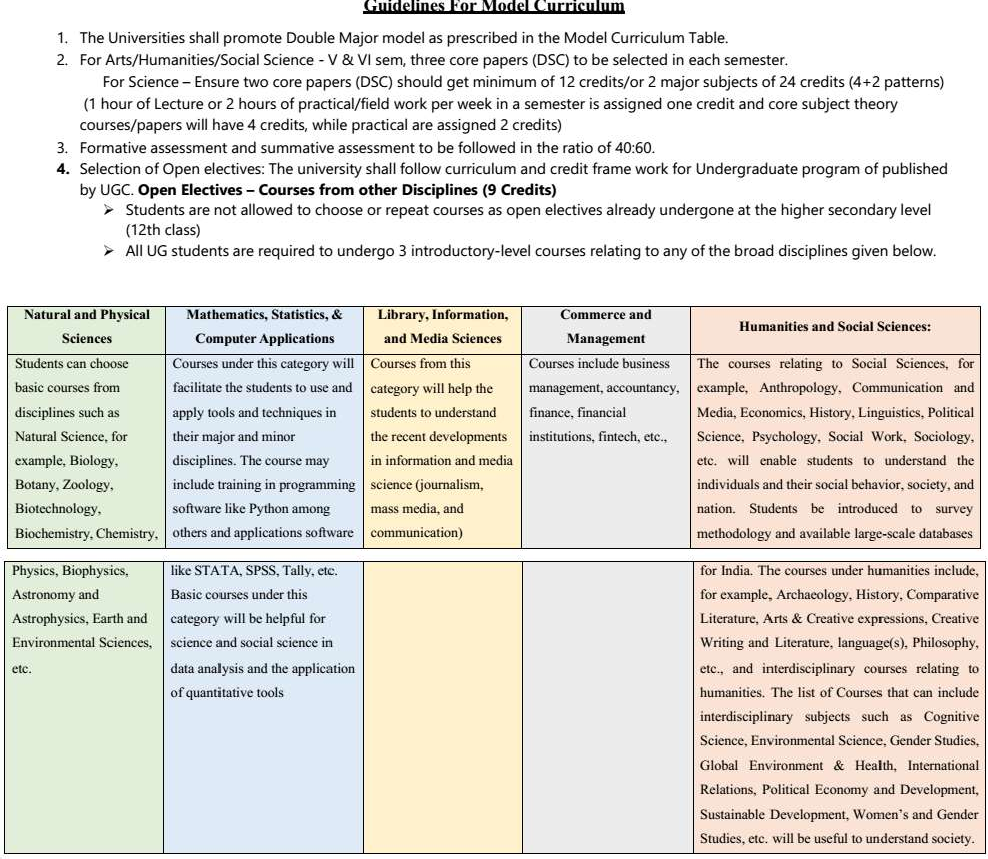 Guidelines For Model Curriculum
1. The Universities shall promote Double Major model as prescribed in the Model Curriculum Table.
2. For Arts/Humanities/Social Science - V & VI sem, three core papers (DSC) to be selected in each semester.
For Science – Ensure two core papers (DSC) should get minimum of 12 credits/or 2 major subjects of 24 credits (4+2 patterns)
(1 hour of Lecture or 2 hours of practical/field work per week in a semester is assigned one credit and core subject theory
courses/papers will have 4 credits, while practical are assigned 2 credits)
3. Formative assessment and summative assessment to be followed in the ratio of 40:60.
4. Selection of Open electives: The university shall follow curriculum and credit frame work for Undergraduate program of published
by UGC. Open Electives – Courses from other Disciplines (9 Credits)
➢ Students are not allowed to choose or repeat courses as open electives already undergone at the higher secondary level
(12th class)
➢ All UG students are required to undergo 3 introductory-level courses relating to any of the broad disciplines given below.
Natural and Physical
Sciences
Mathematics, Statistics, &
Computer Applications
Library, Information,
and Media Sciences
Commerce and
Management
Humanities and Social Sciences:
Students can choose
basic courses from
disciplines such as
Natural Science, for
example, Biology,
Botany, Zoology,
Biotechnology,
Biochemistry, Chemistry,
Courses under this category will
facilitate the students to use and
apply tools and techniques in
their major and minor
disciplines. The course may
include training in programming
software like Python among
others and applications software
Courses from this
category will help the
students to understand
the recent developments
in information and media
science (journalism,
mass media, and
communication)
Courses include business
management, accountancy,
finance, financial
institutions, fintech, etc.,
The courses relating to Social Sciences, for
example, Anthropology, Communication and
Media, Economics, History, Linguistics, Political
Science, Psychology, Social Work, Sociology,
etc. will enable students to understand the
individuals and their social behavior, society, and
nation. Students be introduced to survey
methodology and available large-scale databases
Physics, Biophysics,
Astronomy and
Astrophysics, Earth and
Environmental Sciences,
etc.
like STATA, SPSS, Tally, etc.
Basic courses under this
category will be helpful for
science and social science in
data analysis and the application
of quantitative tools
for India. The courses under humanities include,
for example, Archaeology, History, Comparative
Literature, Arts & Creative expressions, Creative
Writing and Literature, language(s), Philosophy,
etc., and interdisciplinary courses relating to
humanities. The list of Courses that can include
interdisciplinary subjects such as Cognitive
Science, Environmental Science, Gender Studies,
Global Environment & Health, International
Relations, Political Economy and Development,
Sustainable Development, Women's and Gender
Studies, etc. will be useful to understand society.